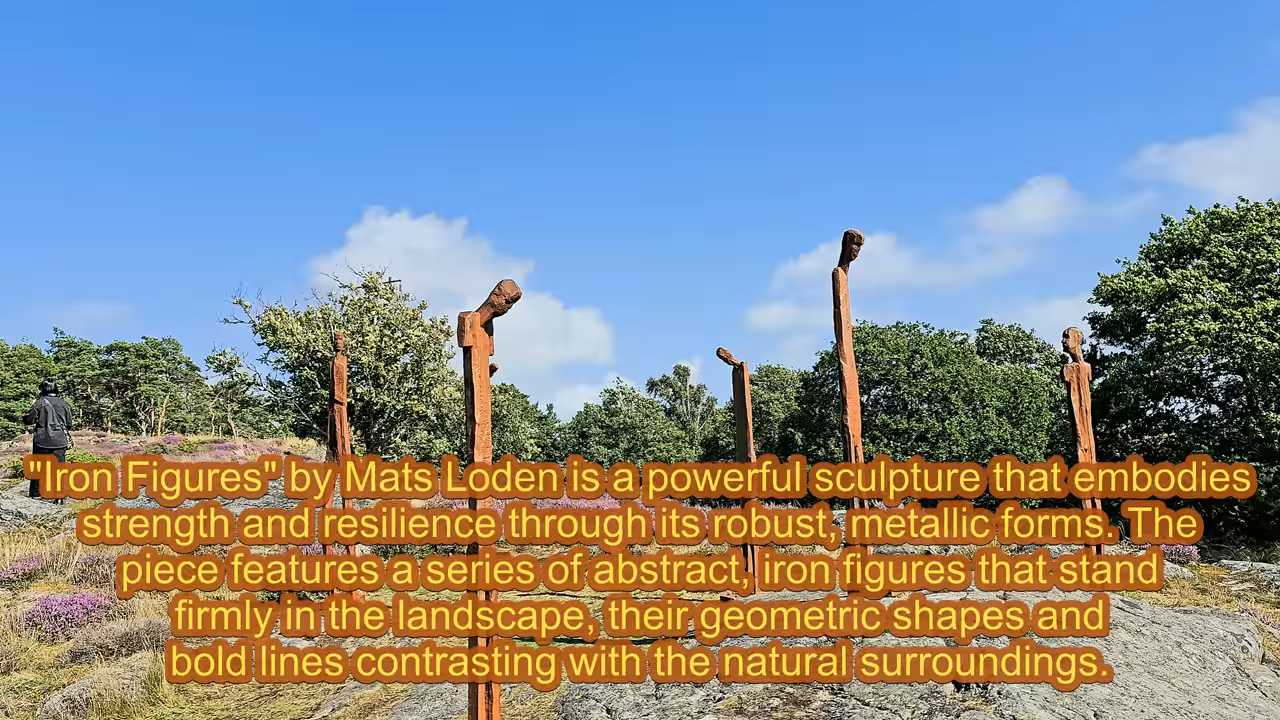 "Iron Figures" by Mats Loden is a powerful sculpture that embodies
strength and resilience through its robust, metallic forms. The
piece features a series of abstract, iron figures that stand
firmly in the landscape, their geometric shapes and
bold lines contrasting with the natural surroundings.